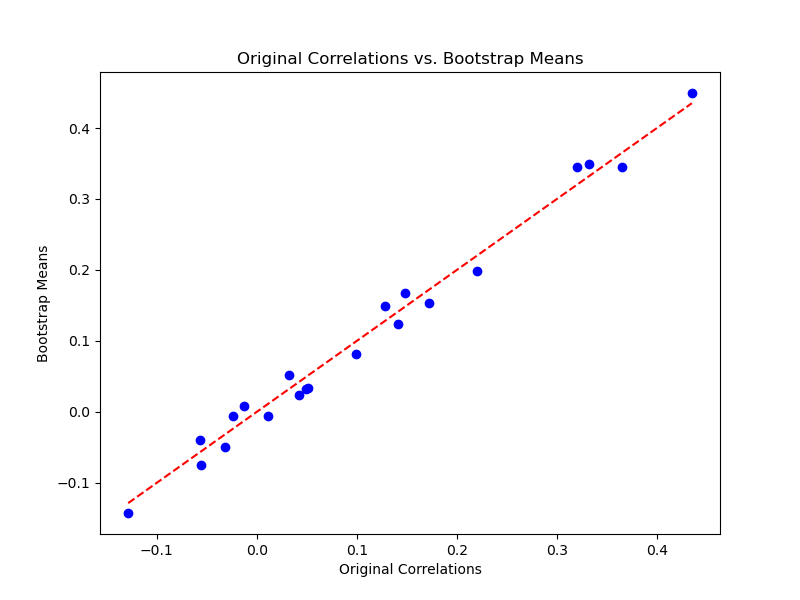 Original Correlations vs. Bootstrap Means
0.4
0.3
0.2
0.1
0.0
−0.1
Bootstrap Means
−0.1 0.0 0.1 0.2 0.3 0.4
Original Correlations